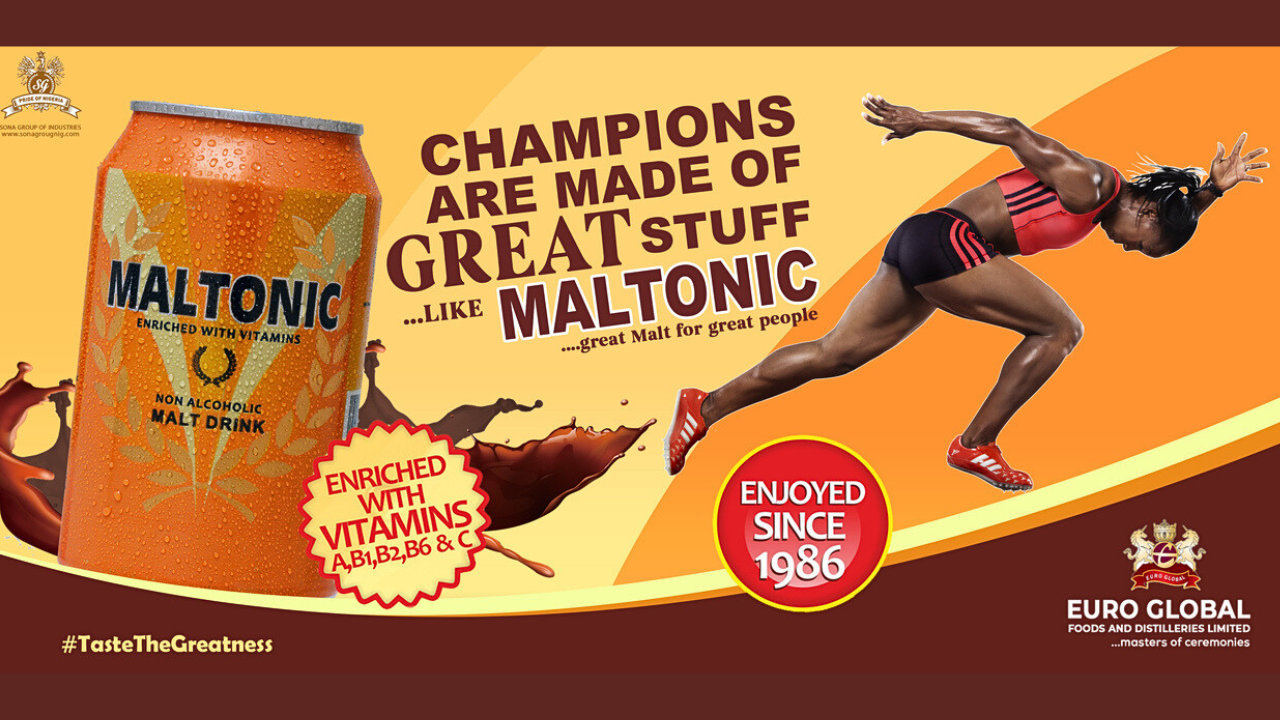 SG
PRIDE OF NIGERIA
SONA GROUP OF INDUSTRIES
www.sonagrougnig.com
CHAMPIONS
ARE MADE OF
GREAT STUFF
...LIKE MALTONIC
....great Malt for great people
MALTONIC
ENRICHED WITH VITAMINS
NON ALCOHOLIC
MALT DRINK
ENRICHED
WITH
VITAMINS
A,B1,B2,B6 & C
ENJOYED
SINCE
1986
#TasteTheGreatness
e
EURO GLOBAL
EURO GLOBAL
FOODS AND DISTILLERIES LIMITED
...masters of ceremonies